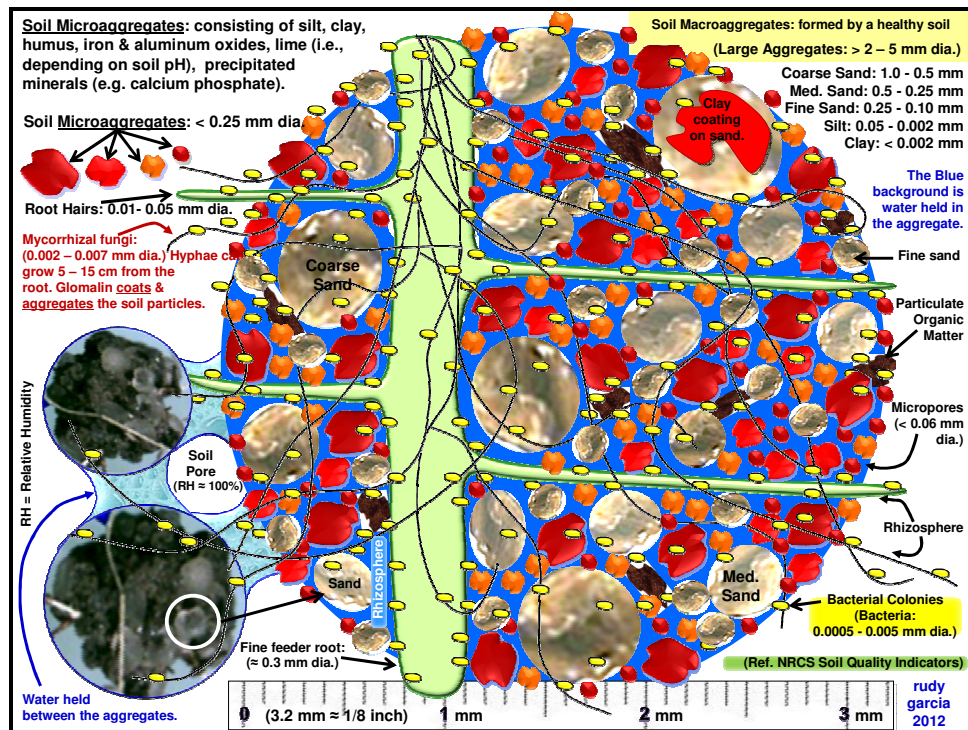 Soil Microaggregates: consisting of silt, clay,
humus, iron & aluminum oxides, lime (i.e.,
depending on soil pH), precipitated
minerals (e.g. calcium phosphate).
Soil Microaggregates: < 0.25 mm dia.
Root Hairs: 0.01- 0.05 mm dia.
Mycorrhizal fungi:
(0.002 – 0.007 mm dia.) Hyphae can
grow 5 – 15 cm from the
root. Glomalin coats &
aggregates the soil particles.
RH = Relative Humidity
Soil
Pore
(RH ≈ 100%)
Water held
between the aggregates.
Soil Macroaggregates: formed by a healthy soil
(Large Aggregates: > 2 – 5 mm dia.)
Coarse Sand: 1.0 - 0.5 mm
Med. Sand: 0.5 - 0.25 mm
Fine Sand: 0.25 - 0.10 mm
Silt: 0.05 - 0.002 mm
Clay: < 0.002 mm
Clay
coating
on sand.
The Blue
background is
water held in
the aggregate.
Fine sand
Coarse
Sand
Particulate
Organic
Matter
Micropores
(< 0.06 mm
dia.)
Rhizosphere
Rhizosphere
Sand
Med.
Sand
Bacterial Colonies
(Bacteria:
0.0005 - 0.005 mm dia.)
Fine feeder root:
(≈ 0.3 mm dia.)
(Ref. NRCS Soil Quality Indicators)
0 (3.2 mm ≈ 1/8 inch) 1 mm 2 mm 3 mm
rudy
garcia
2012